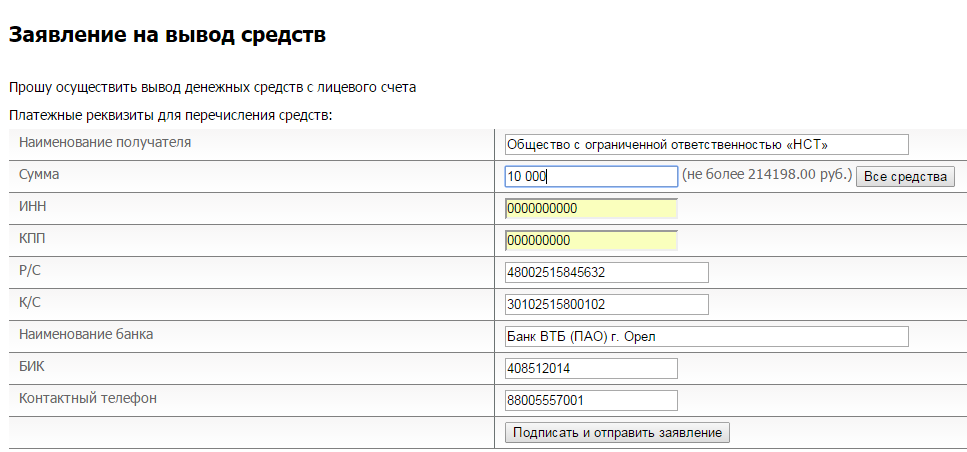 Заявление на вывод средств
Прошу осуществить вывод денежных средств с лицевого счета
Платежные реквизиты для перечисления средств:
Наименование получателя Общество с ограниченной ответственностью «НСТ»
Сумма 10 000 (не более 214198.00 руб.) Все средства
ИНН 0000000000
КПП 000000000
Р/С 48002515845632
К/С 30102515800102
Наименование банка Банк ВТБ (ПАО) г. Орел
БИК 408512014
Контактный телефон 88005557001
Подписать и отправить заявление